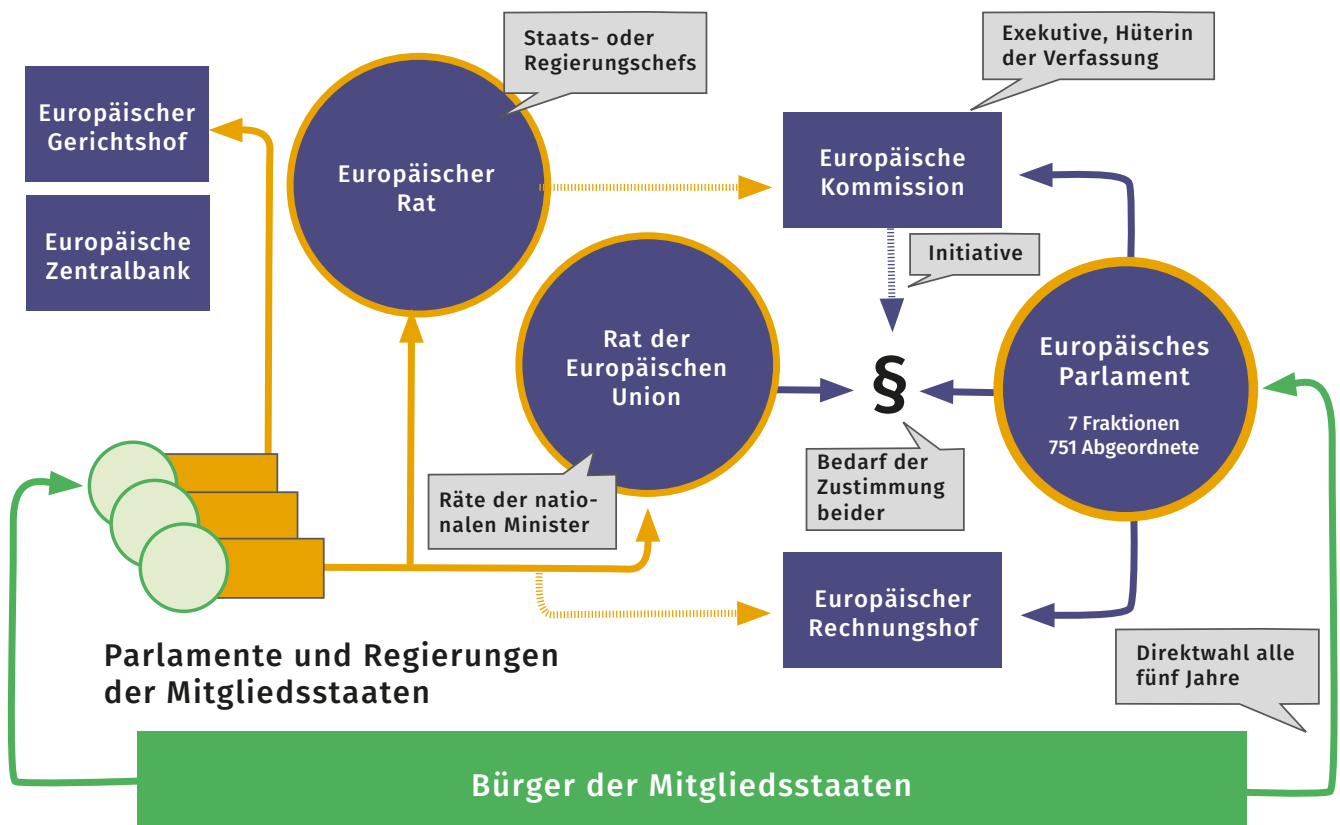 Staats- oder
Regierungschefs
Exekutive, Hüterin
der Verfassung
Europäischer
Gerichtshof
Europäischer
Rat
Europäische
Kommission
Europäische
Zentralbank
Initiative
Rat der
Europäischen
Union
§
Europäisches
Parlament
7 Fraktionen
751 Abgeordnete
Räte der natio-
nalen Minister
Bedarf der
Zustimmung
beider
Europäischer
Rechnungshof
Parlamente und Regierungen
der Mitgliedsstaaten
Direktwahl alle
fünf Jahre
Bürger der Mitgliedsstaaten